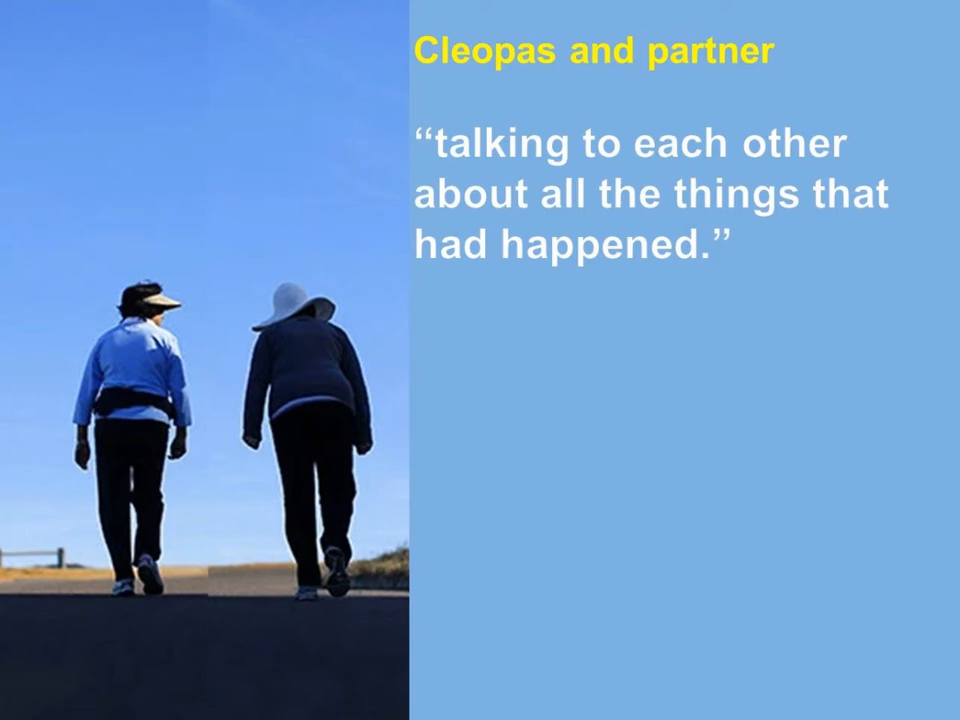 Cleopas and partner
“talking to each other
about all the things that
had happened.”